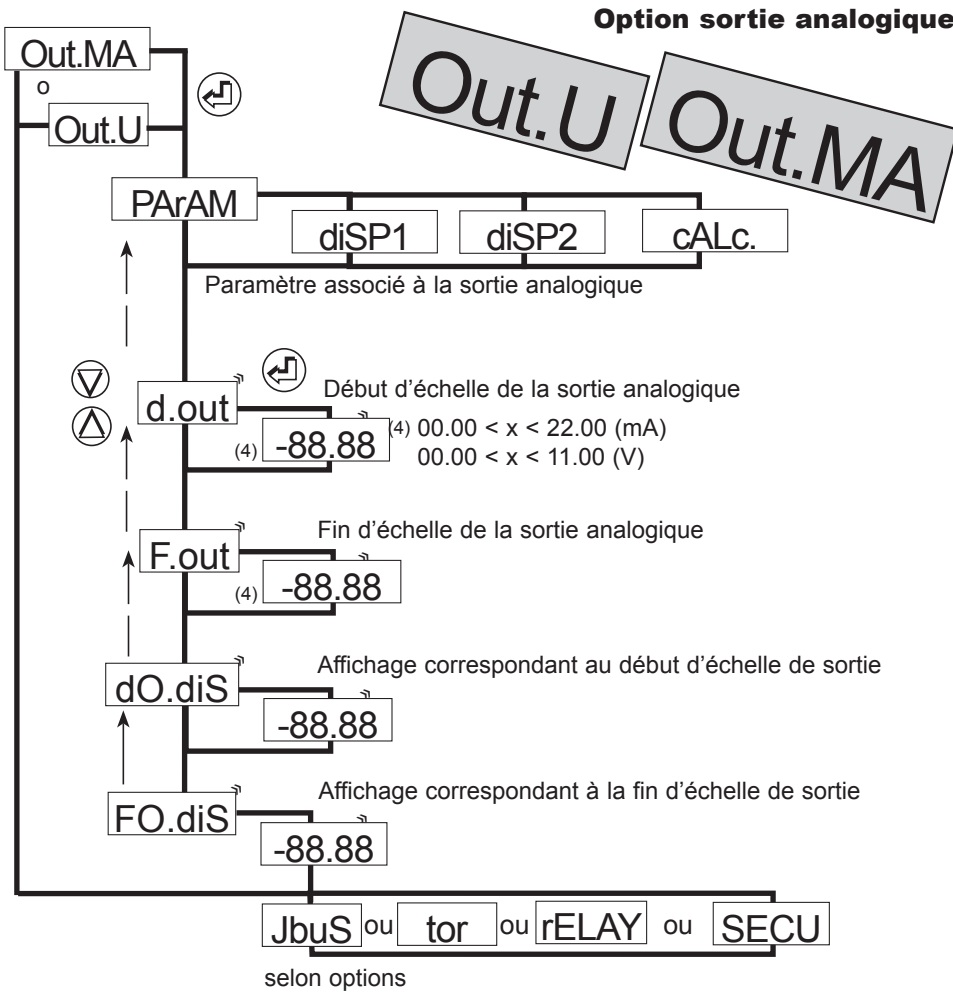 Option sortie analogique
Out.MA
o
Out.U
Out.U
Out.MA
PArAM
diSP1
diSP2
cALc.
Paramètre associé à la sortie analogique
d.out
Début d'échelle de la sortie analogique
(4) -88.88
(4) 00.00 < x < 22.00 (mA)
00.00 < x < 11.00 (V)
F.out
Fin d'échelle de la sortie analogique
(4) -88.88
dO.diS
Affichage correspondant au début d'échelle de sortie
-88.88
FO.diS
Affichage correspondant à la fin d'échelle de sortie
-88.88
JbuS ou tor ou rELAY ou SECU
selon options